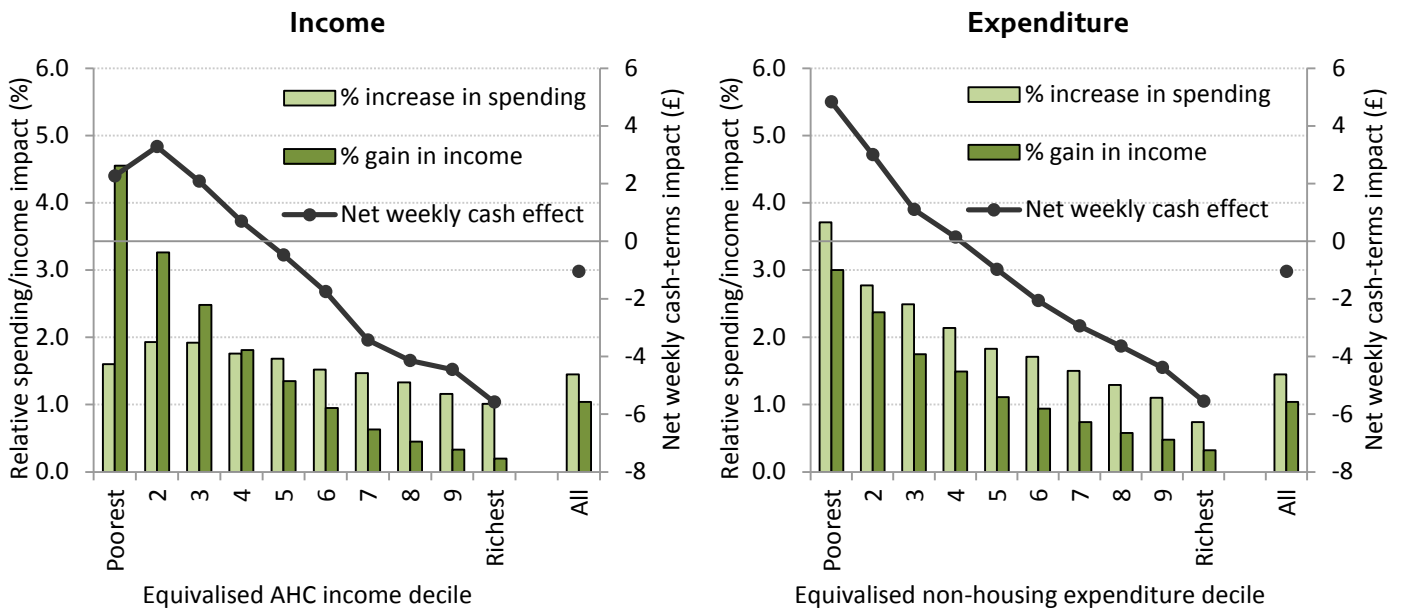 Income
Relative spending/income impact (%)
6.0
5.0
4.0
3.0
2.0
1.0
0.0
% increase in spending
% gain in income
Net weekly cash effect
6
4
2
0
-2
-4
-6
-8
Net weekly cash-terms impact (£)
Poorest
2
3
4
5
6
7
8
9
Richest
All
Equivalised AHC income decile
Expenditure
Relative spending/income impact (%)
6.0
5.0
4.0
3.0
2.0
1.0
0.0
% increase in spending
% gain in income
Net weekly cash effect
6
4
2
0
-2
-4
-6
-8
Net weekly cash-terms impact (£)
Poorest
2
3
4
5
6
7
8
9
Richest
All
Equivalised non-housing expenditure decile